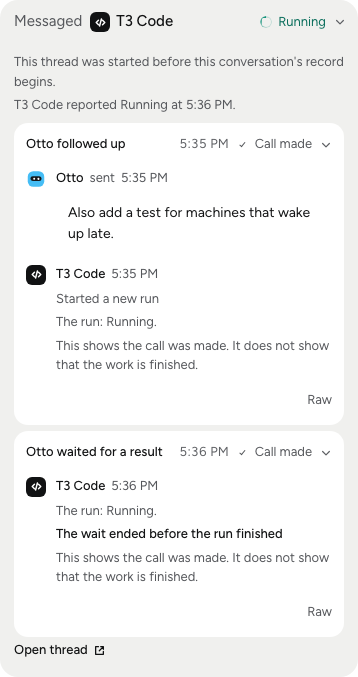 Messaged T3 Code Running
This thread was started before this conversation's record
begins.
T3 Code reported Running at 5:36 PM.
Otto followed up 5:35 PM ✓ Call made
Otto sent 5:35 PM
Also add a test for machines that wake
up late.
T3 Code 5:35 PM
Started a new run
The run: Running.
This shows the call was made. It does not show
that the work is finished.
Raw
Otto waited for a result 5:36 PM ✓ Call made
T3 Code 5:36 PM
The run: Running.
The wait ended before the run finished
This shows the call was made. It does not show
that the work is finished.
Raw
Open thread